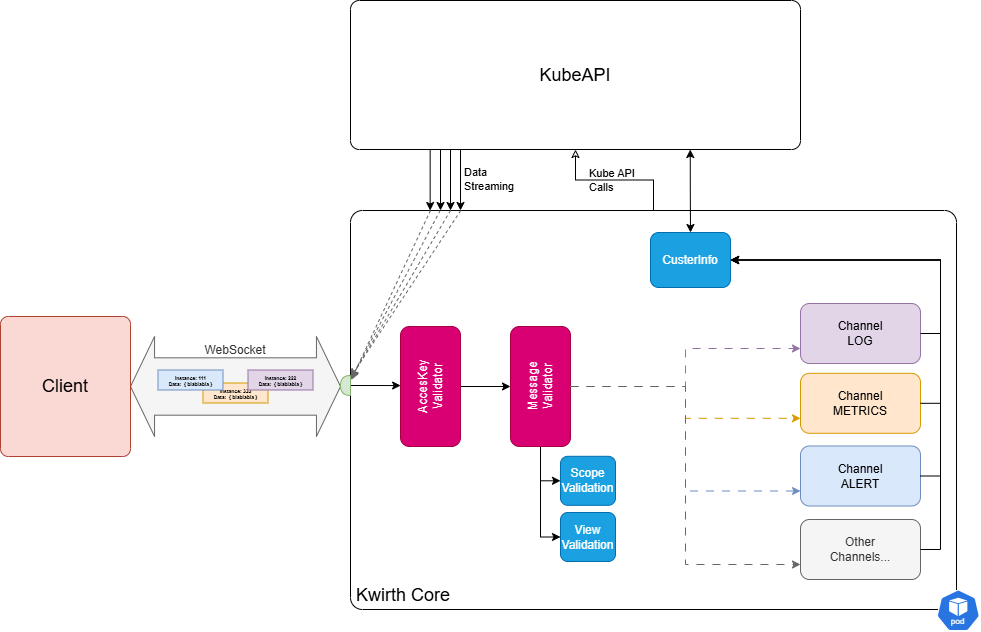 KubeAPI
Data
Streaming
Kube API
Calls
CusterInfo
Channel
LOG
WebSocket
Client
Instance: 111
Data: {blablabla}
Instance: 222
Data: {blablabla}
Instance: 333
Data: {blablabla}
AccesKey
Validator
Message
Validator
Channel
METRICS
Scope
Validation
Channel
ALERT
View
Validation
Other
Channels...
Kwirth Core
pod